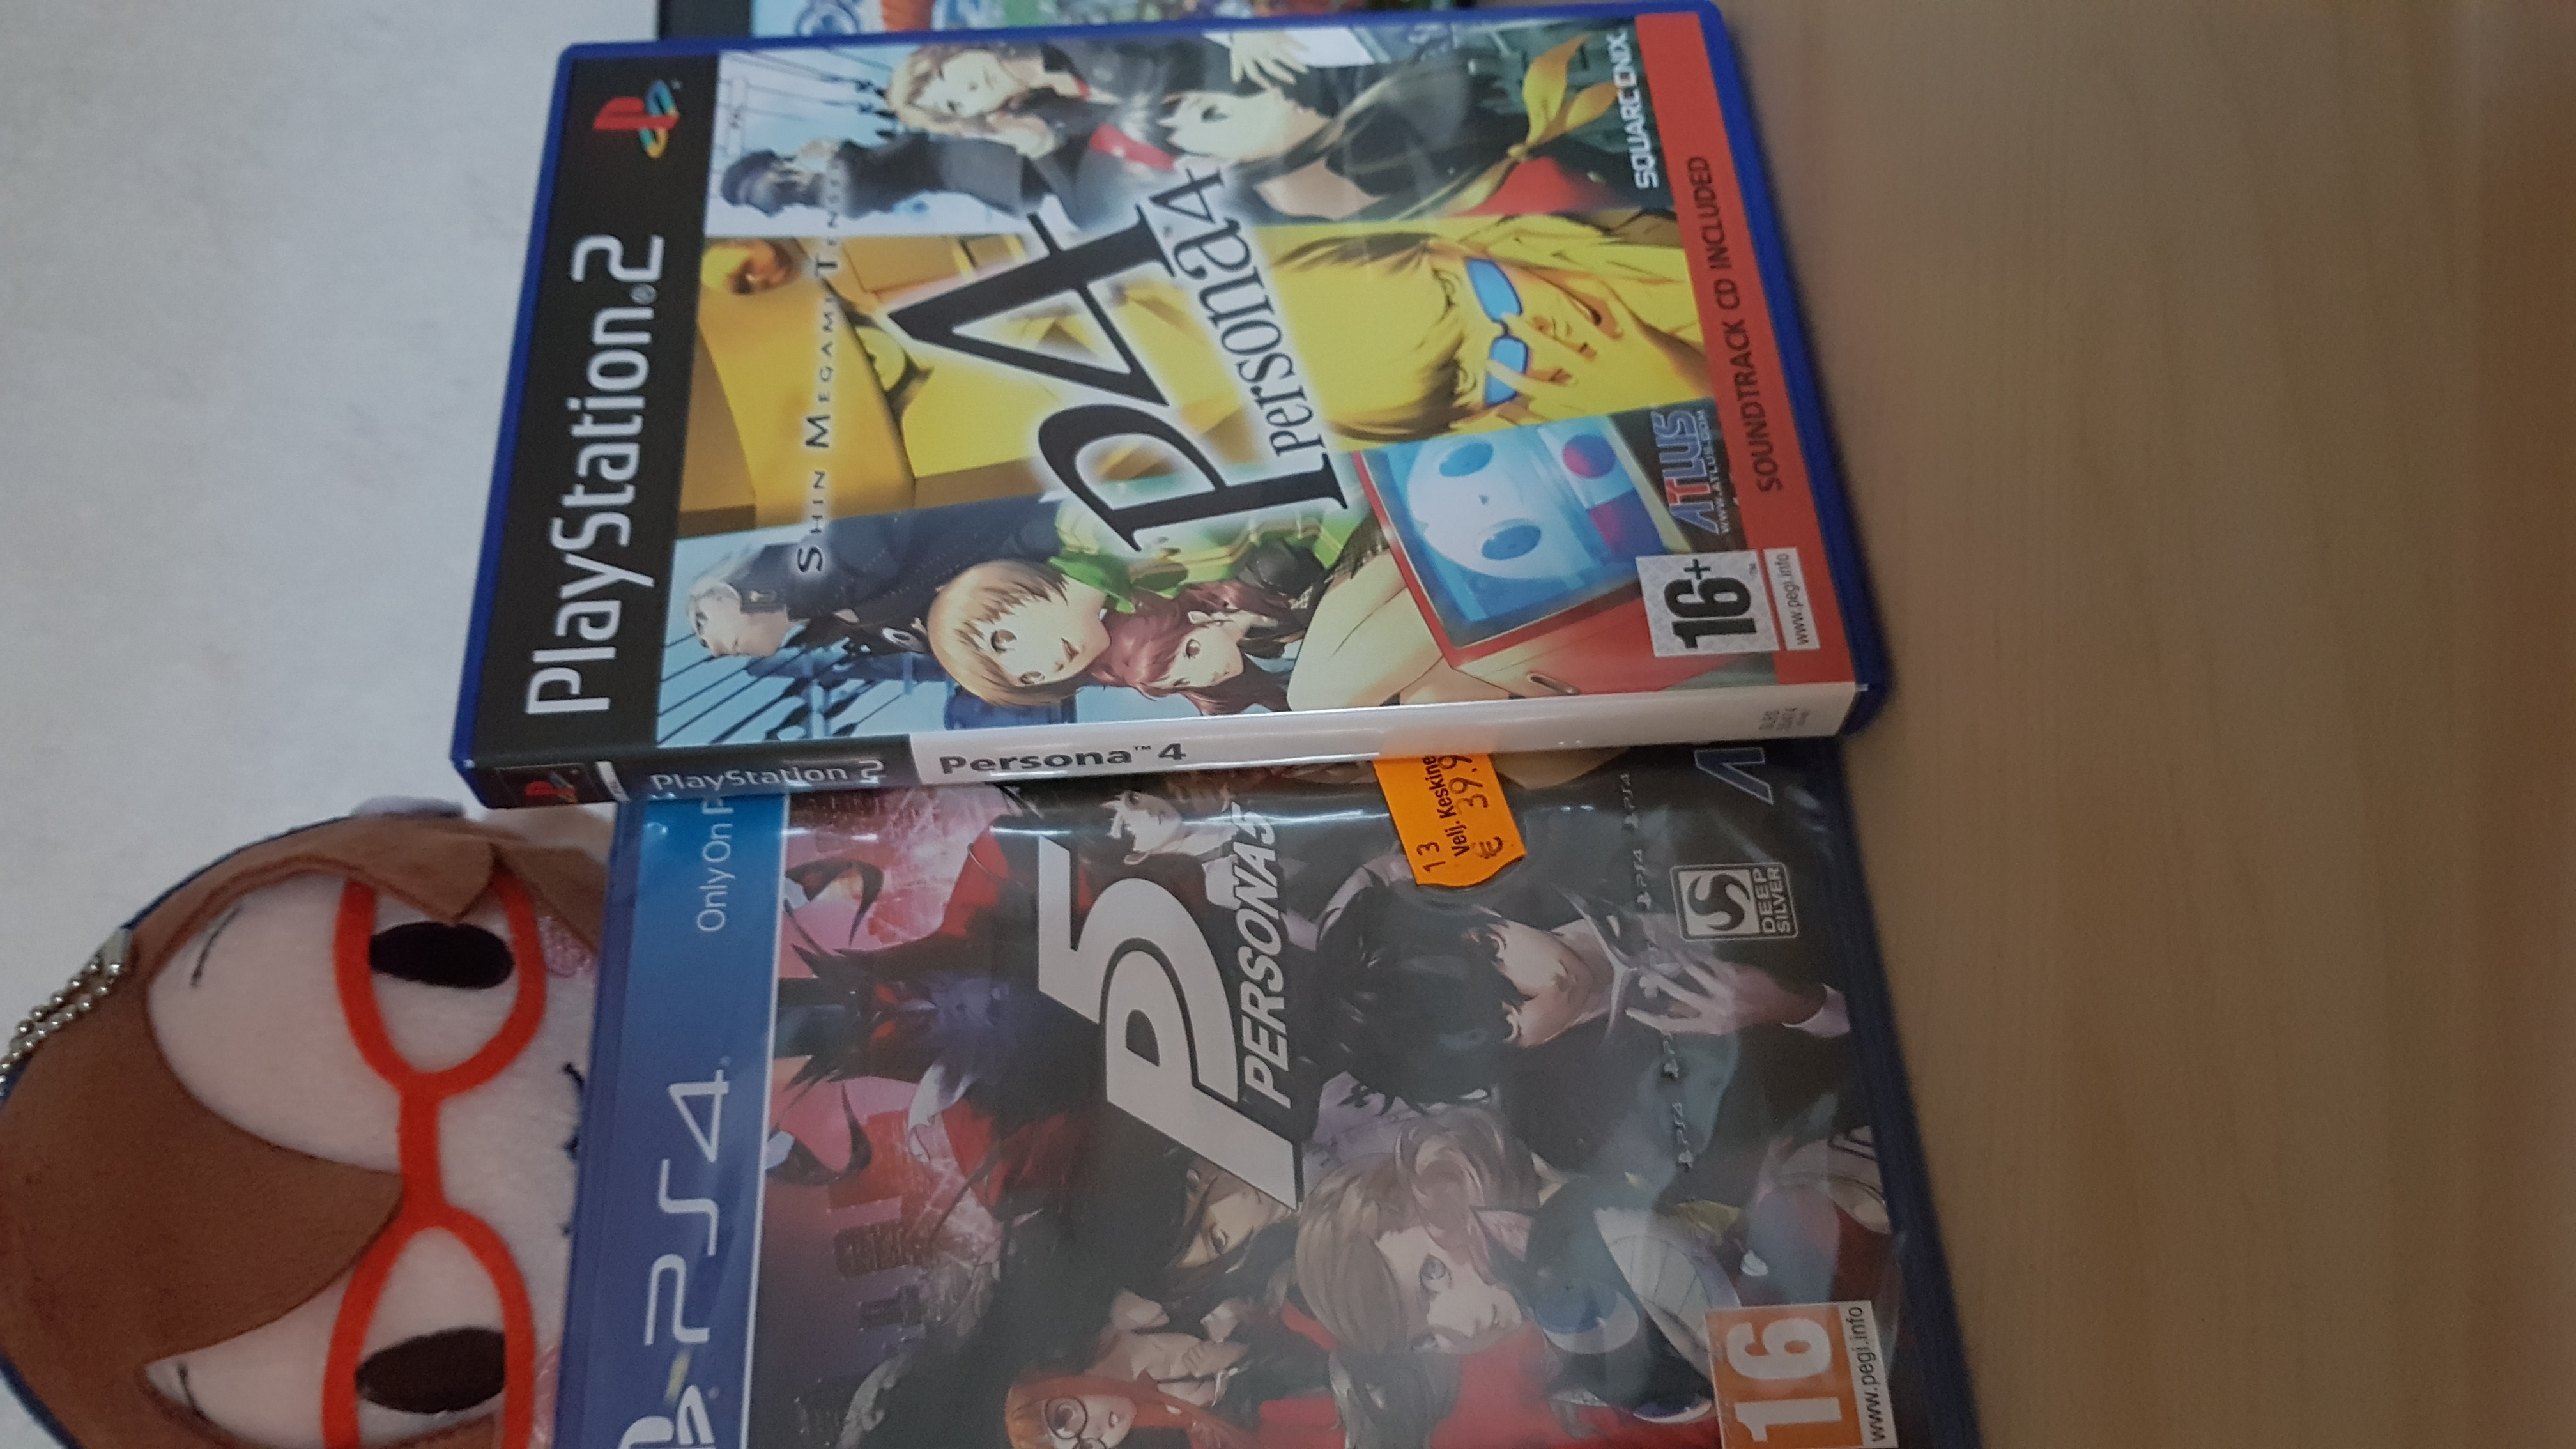 PS4
Only On P
P5
PERSONA5
16
www.pegi.info
DEEP
SILVER
13
Velj. Keskine
€ 39.9
PlayStation 2
Persona™4
PlayStation®2
SHIN MEGAMI TENSEI
P4
persona4
16+
www.pegi.info
ATLUS
WWW.ATLUS.COM
SQUARE ENIX
SOUNDTRACK CD INCLUDED